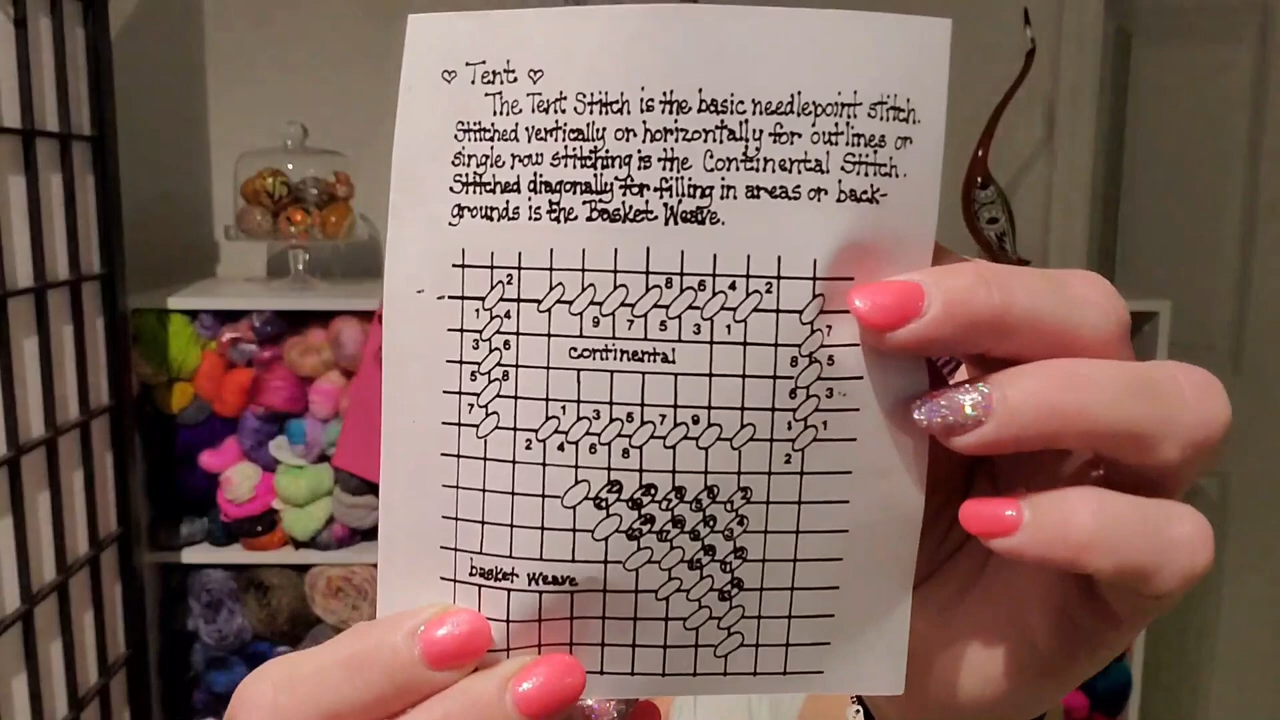 ♡ Tent ♡
The Tent Stitch is the basic needlepoint stitch.
Stitched vertically or horizontally for outlines or
single row stitching is the Continental Stitch.
Stitched diagonally for filling in areas or back-
grounds is the Basket Weave.
2 8 6 4 2
1 4 9 7 5 3 1 7
3 6 continental 8 5
5 8 6 3
7 1 3 5 7 9 1 1
2 4 6 8 2
basket weave